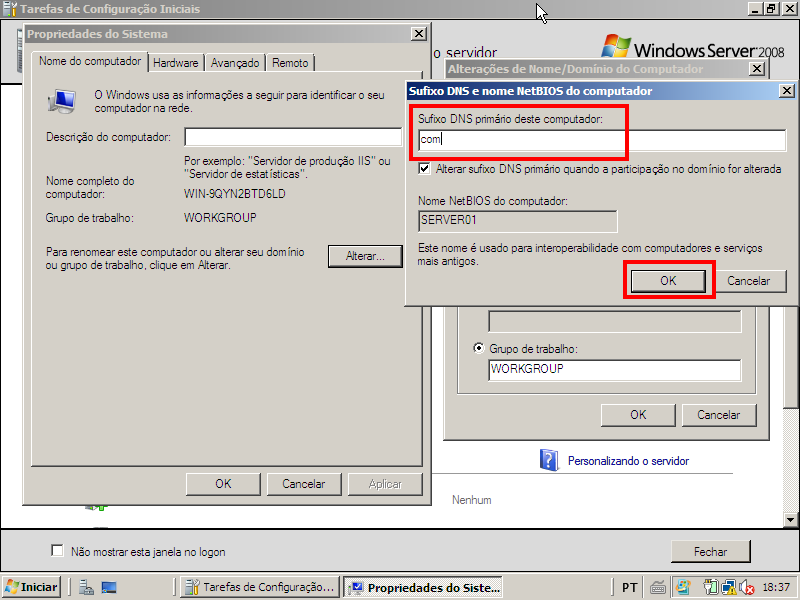 Tarefas de Configuração Iniciais
Propriedades do Sistema
Nome do computador
Hardware
Avançado
Remoto
O Windows usa as informações a seguir para identificar o seu
computador na rede.
Descrição do computador:
Por exemplo: "Servidor de produção IIS" ou
"Servidor de estatísticas".
Nome completo do
computador:
WIN-9QYN2BTD6LD
Grupo de trabalho:
WORKGROUP
Para renomear este computador ou alterar seu domínio
ou grupo de trabalho, clique em Alterar.
Alterar...
OK
Cancelar
Aplicar
o servidor
Windows Server 2008
Alterações de Nome/Domínio do Computador
Sufixo DNS e nome NetBIOS do computador
Sufixo DNS primário deste computador:
com
Alterar sufixo DNS primário quando a participação no domínio for alterada
Nome NetBIOS do computador:
SERVER01
Este nome é usado para interoperabilidade com computadores e serviços
mais antigos.
OK
Cancelar
Grupo de trabalho:
WORKGROUP
OK
Cancelar
Personalizando o servidor
Nenhum
Não mostrar esta janela no logon
Fechar
Iniciar
Tarefas de Configuração...
Propriedades do Siste...
PT
18:37